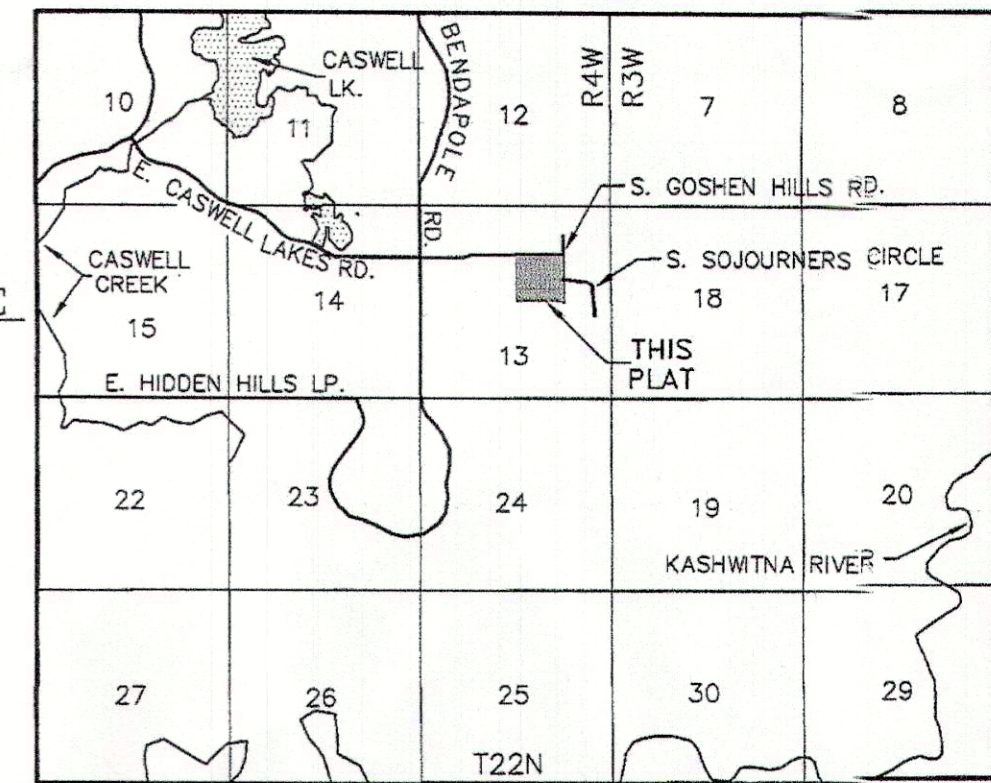 CASWELL
LK.
BENDAPOLE
RD.
R4W
R3W
10
11
12
7
8
E. CASWELL LAKES RD.
S. GOSHEN HILLS RD.
S. SOJOURNERS CIRCLE
CASWELL
CREEK
15
14
13
18
17
THIS
PLAT
E. HIDDEN HILLS LP.
22
23
24
19
20
KASHWITNA RIVER
27
26
25
30
29
T22N